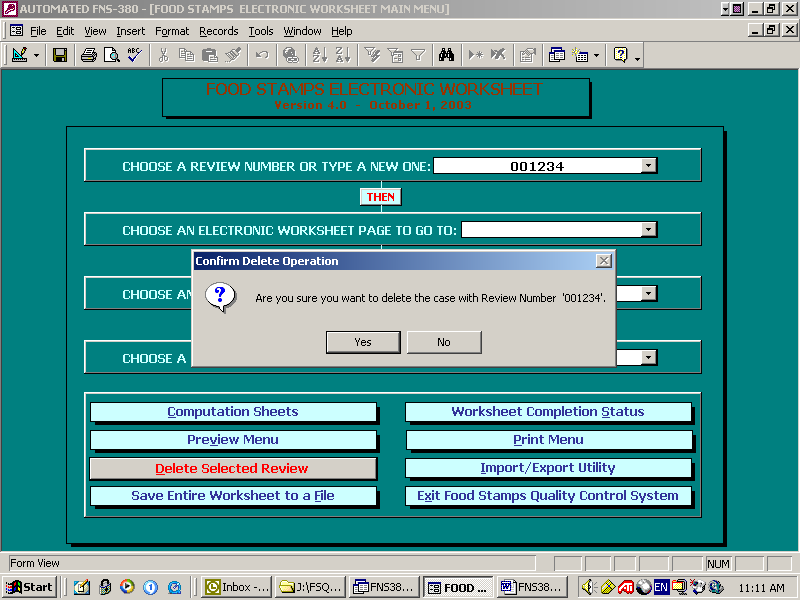 AUTOMATED FNS-380 - [FOOD STAMPS ELECTRONIC WORKSHEET MAIN MENU]
File Edit View Insert Format Records Tools Window Help
FOOD STAMPS ELECTRONIC WORKSHEET
Version 4.0 - October 1, 2003
CHOOSE A REVIEW NUMBER OR TYPE A NEW ONE: 001234
THEN
CHOOSE AN ELECTRONIC WORKSHEET PAGE TO GO TO:
Confirm Delete Operation
CHOOSE AN
Are you sure you want to delete the case with Review Number '001234'.
Yes No
CHOOSE A
Computation Sheets Worksheet Completion Status
Preview Menu Print Menu
Delete Selected Review Import/Export Utility
Save Entire Worksheet to a File Exit Food Stamps Quality Control System
Form View NUM
Start Inbox -... J:\FSQ... FNS38... FOOD ... FNS38... EN 11:11 AM